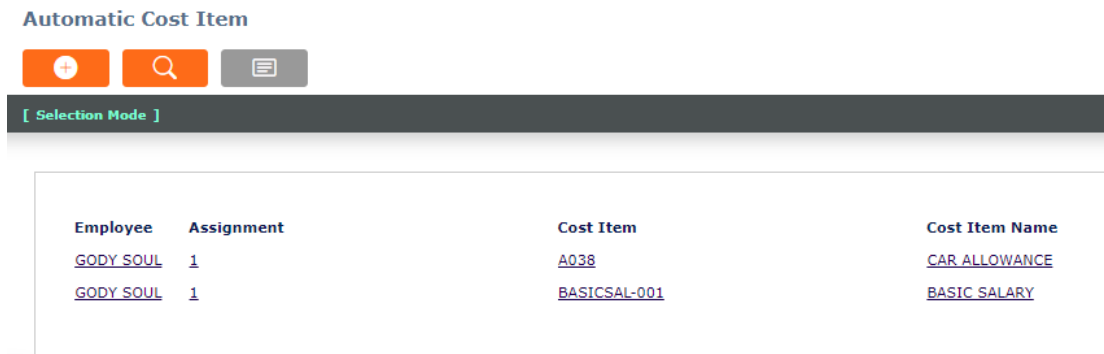 Automatic Cost Item
[ Selection Mode ]
Employee Assignment Cost Item Cost Item Name
GODY SOUL 1 A038 CAR ALLOWANCE
GODY SOUL 1 BASICSAL-001 BASIC SALARY